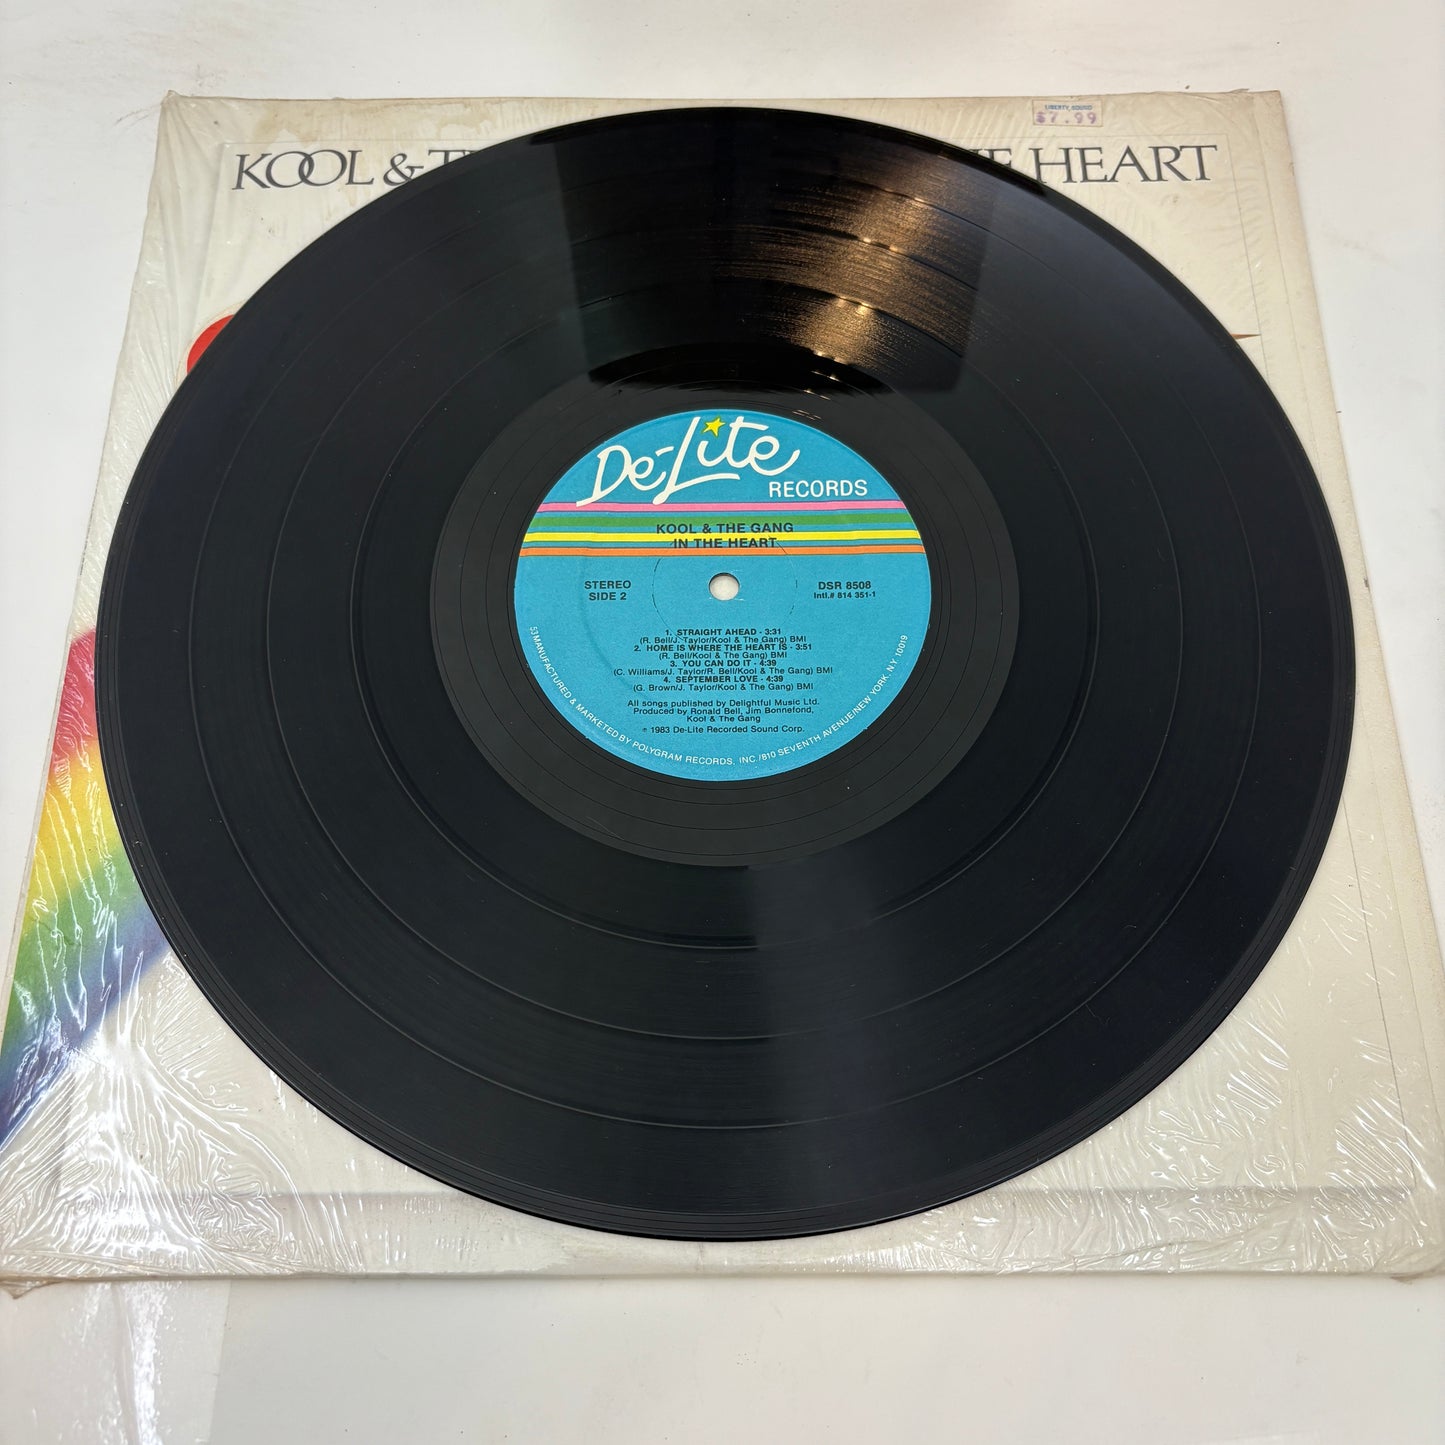 LIBERTY SOUND
$7.99
KOOL & T HE HEART
De-Lite
RECORDS
KOOL & THE GANG
IN THE HEART
STEREO
SIDE 2
DSR 8508
Intl.# 814 351-1
1. STRAIGHT AHEAD - 3:31
(R. Bell/J. Taylor/Kool & The Gang) BMI
2. HOME IS WHERE THE HEART IS - 3:51
(R. Bell/Kool & The Gang) BMI
3. YOU CAN DO IT - 4:39
(C. Williams/J. Taylor/R. Bell/Kool & The Gang) BMI
4. SEPTEMBER LOVE - 4:39
(G. Brown/J. Taylor/Kool & The Gang) BMI
All songs published by Delightful Music Ltd.
Produced by Ronald Bell, Jim Bonnefond,
Kool & The Gang
℗ 1983 De-Lite Recorded Sound Corp.
53 MANUFACTURED & MARKETED BY POLYGRAM RECORDS, INC./810 SEVENTH AVENUE/NEW YORK, N.Y. 10019